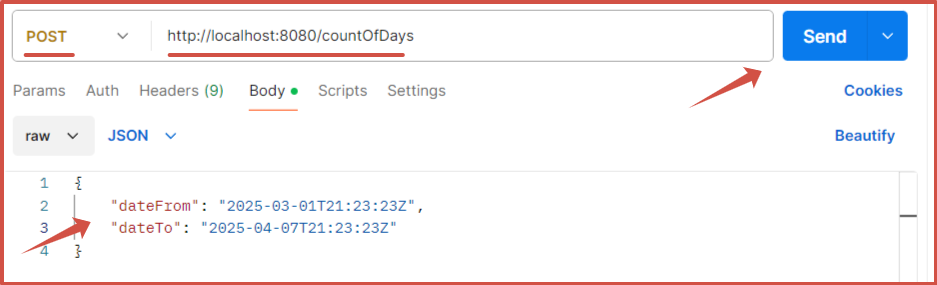 POST http://localhost:8080/countOfDays Send
Params Auth Headers (9) Body Scripts Settings Cookies
raw JSON Beautify
1 {
2 "dateFrom": "2025-03-01T21:23:23Z",
3 "dateTo": "2025-04-07T21:23:23Z"
4 }